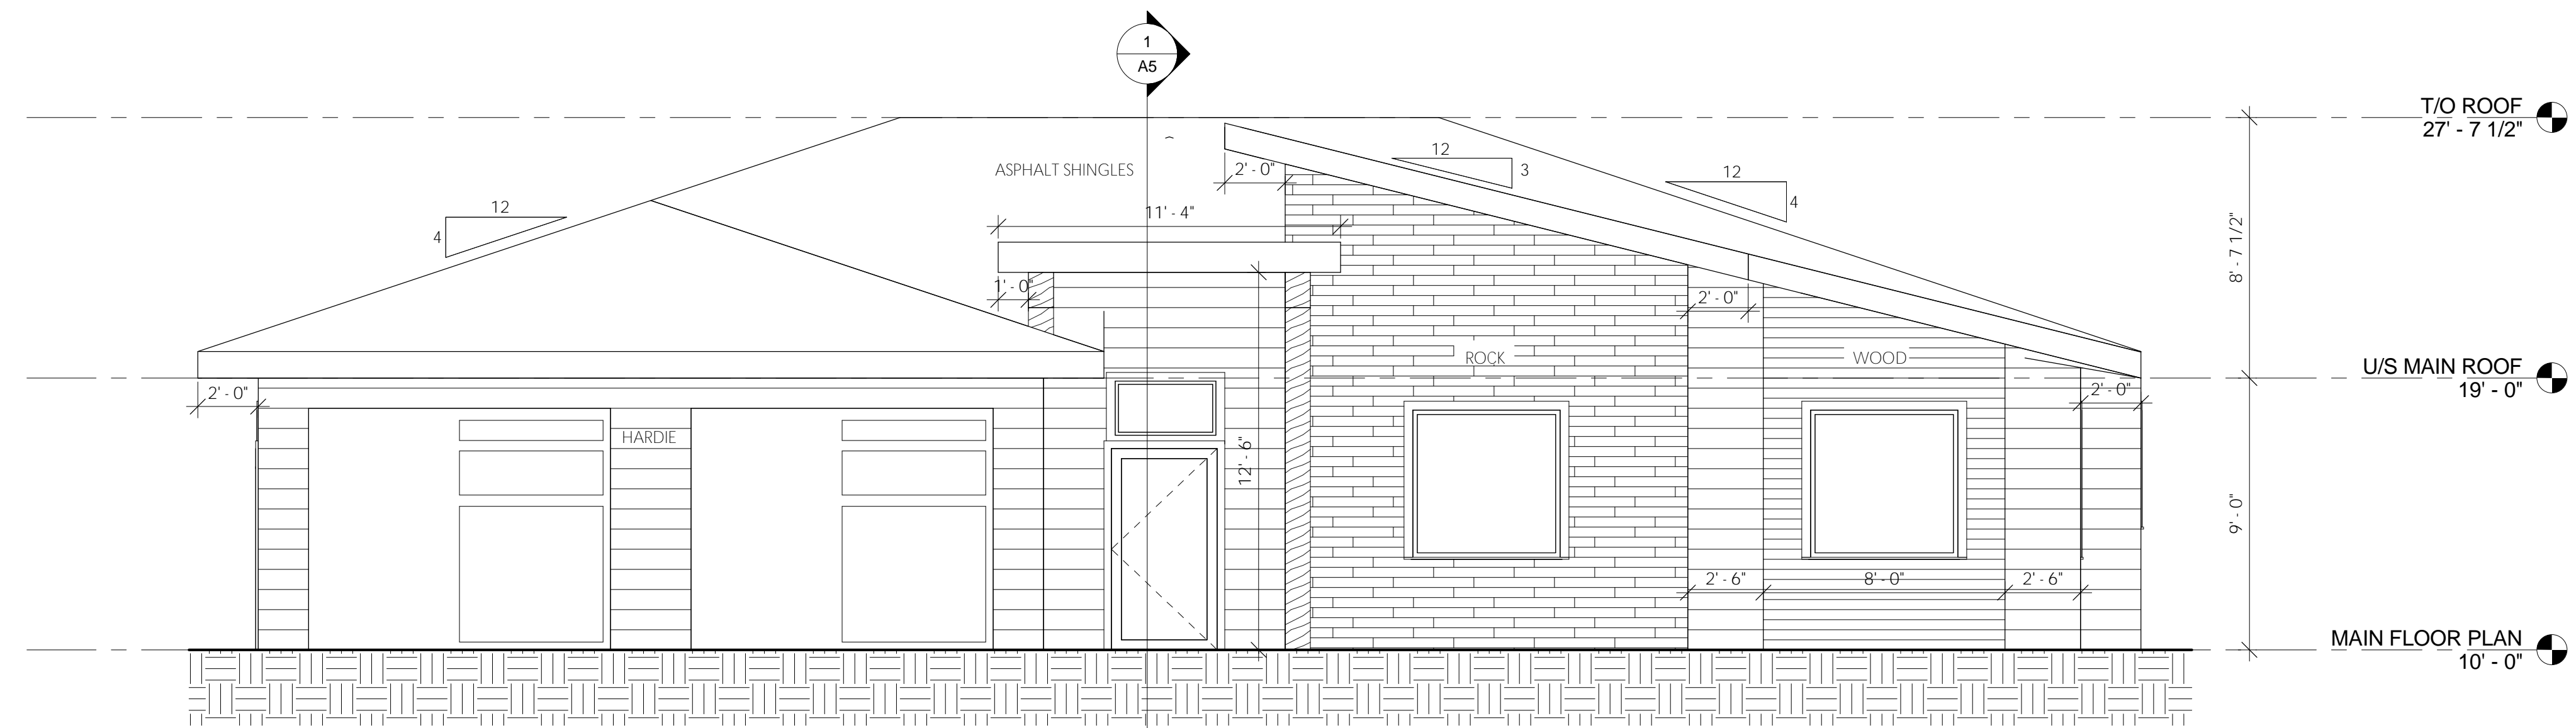 1
A5
T/O ROOF
27' - 7 1/2"
12
3
ASPHALT SHINGLES
2' - 0"
12
4
12
4
11' - 4"
8' - 7 1/2"
1' - 0"
2' - 0"
ROCK
WOOD
U/S MAIN ROOF
19' - 0"
2' - 0"
2' - 0"
HARDIE
12' - 6"
9' - 0"
2' - 6"
8' - 0"
2' - 6"
MAIN FLOOR PLAN
10' - 0"